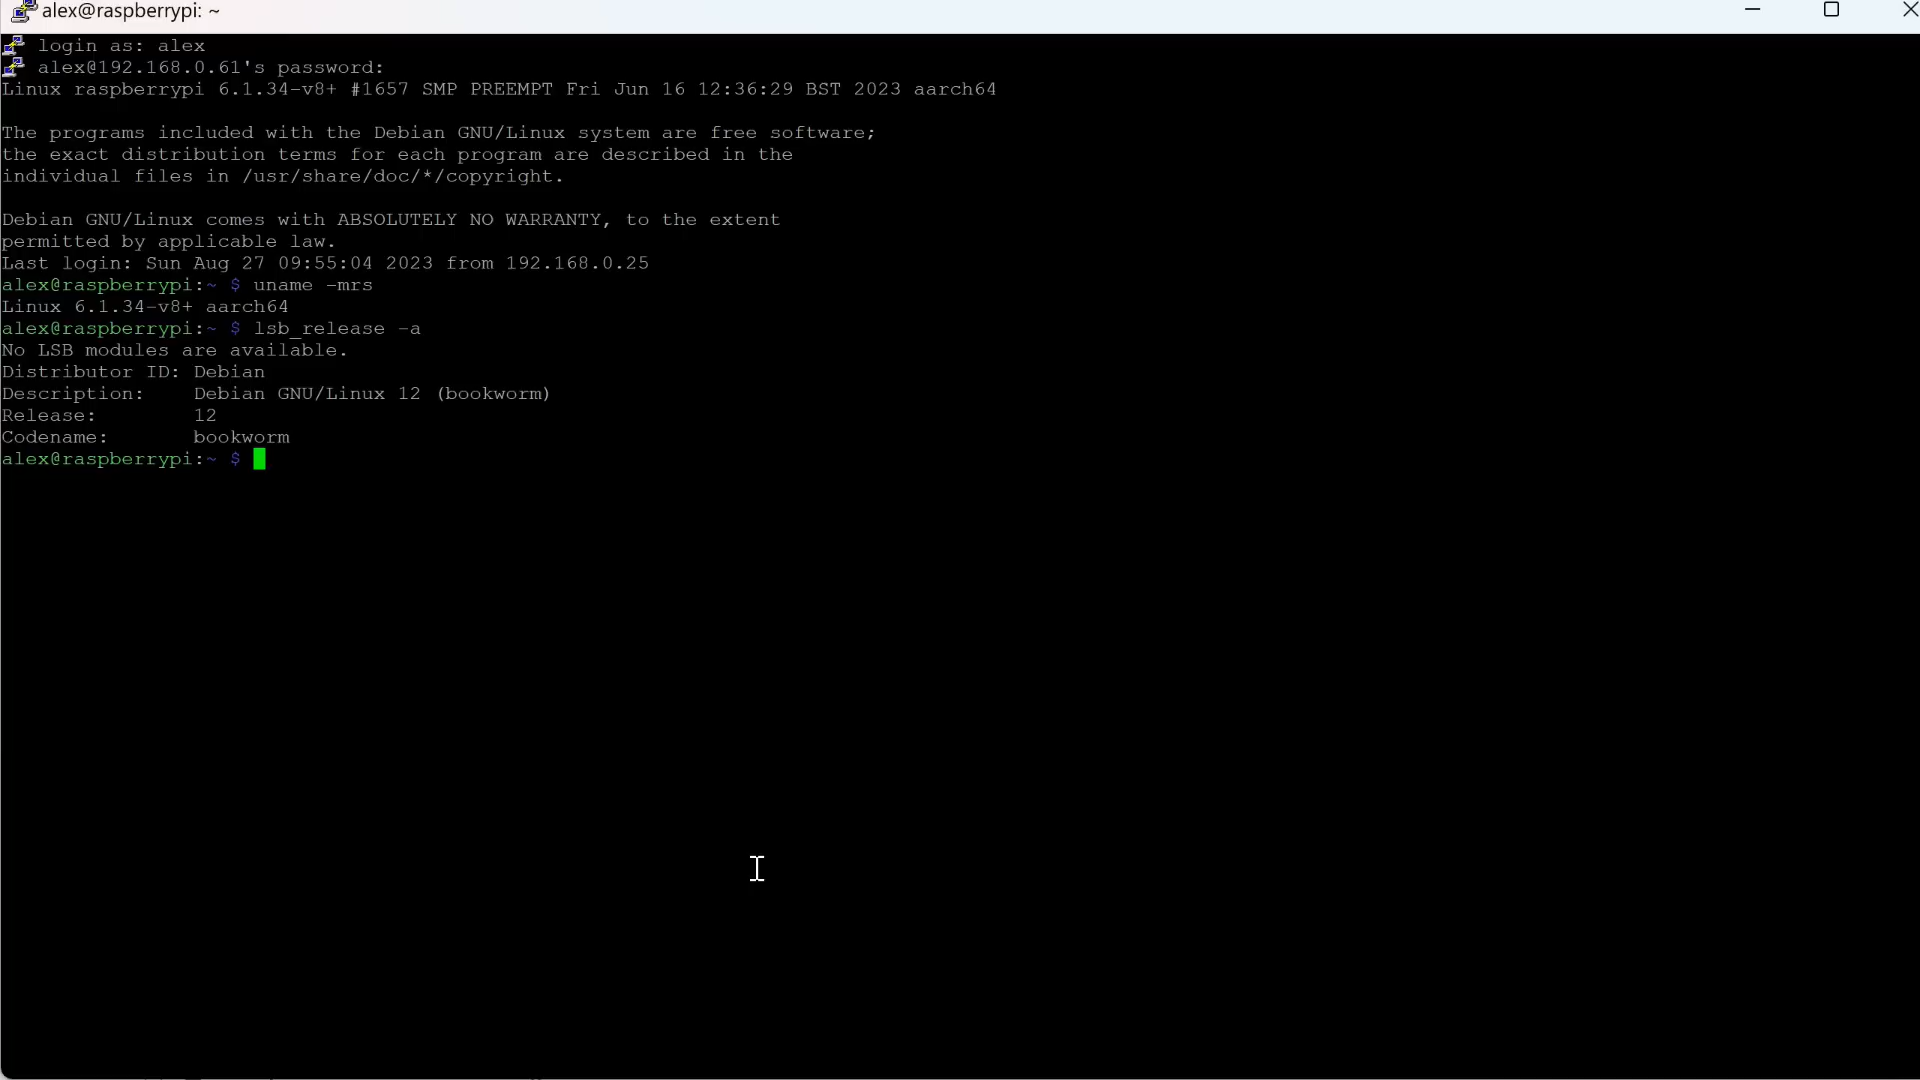 alex@raspberrypi: ~
login as: alex
alex@192.168.0.61's password:
Linux raspberrypi 6.1.34-v8+ #1657 SMP PREEMPT Fri Jun 16 12:36:29 BST 2023 aarch64
The programs included with the Debian GNU/Linux system are free software;
the exact distribution terms for each program are described in the
individual files in /usr/share/doc/*/copyright.
Debian GNU/Linux comes with ABSOLUTELY NO WARRANTY, to the extent
permitted by applicable law.
Last login: Sun Aug 27 09:55:04 2023 from 192.168.0.25
alex@raspberrypi:~ $ uname -mrs
Linux 6.1.34-v8+ aarch64
alex@raspberrypi:~ $ lsb_release -a
No LSB modules are available.
Distributor ID: Debian
Description:    Debian GNU/Linux 12 (bookworm)
Release:        12
Codename:       bookworm
alex@raspberrypi:~ $